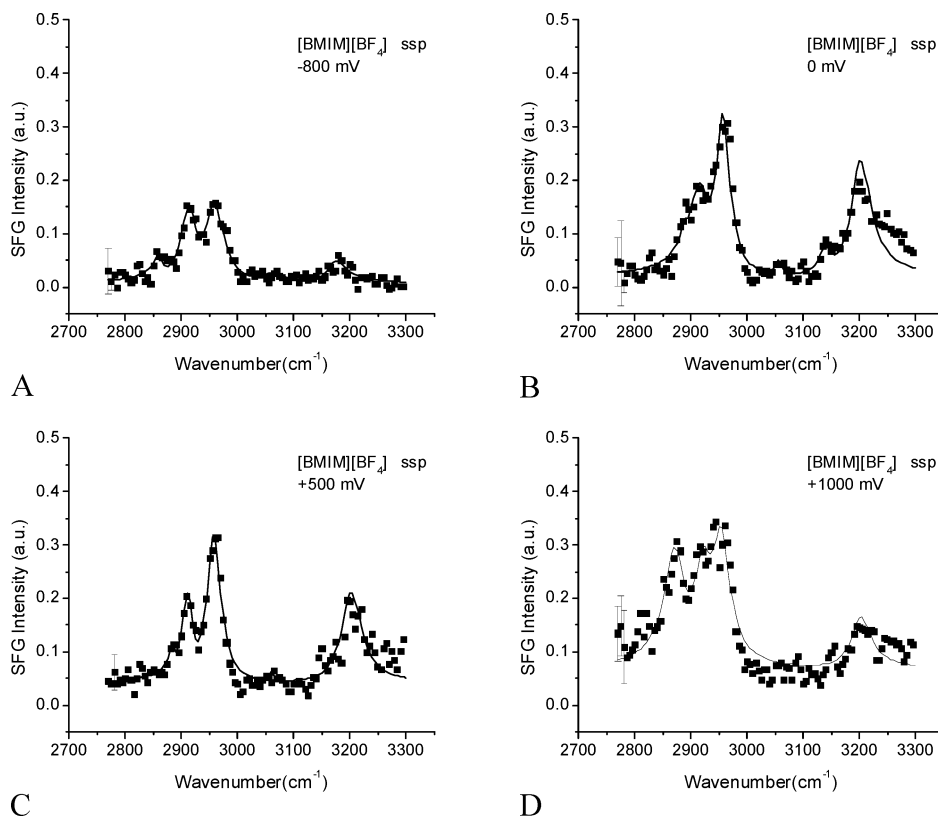 [BMIM][BF4] ssp
-800 mV
0.5
0.4
0.3
0.2
0.1
0.0
SFG Intensity (a.u.)
2700 2800 2900 3000 3100 3200 3300
Wavenumber(cm-1)
A
[BMIM][BF4] ssp
0 mV
0.5
0.4
0.3
0.2
0.1
0.0
SFG Intensity (a.u.)
2700 2800 2900 3000 3100 3200 3300
Wavenumber(cm-1)
B
[BMIM][BF4] ssp
+500 mV
0.5
0.4
0.3
0.2
0.1
0.0
SFG Intensity (a.u.)
2700 2800 2900 3000 3100 3200 3300
Wavenumber(cm-1)
C
[BMIM][BF4] ssp
+1000 mV
0.5
0.4
0.3
0.2
0.1
0.0
SFG Intensity (a.u.)
2700 2800 2900 3000 3100 3200 3300
Wavenumber(cm-1)
D